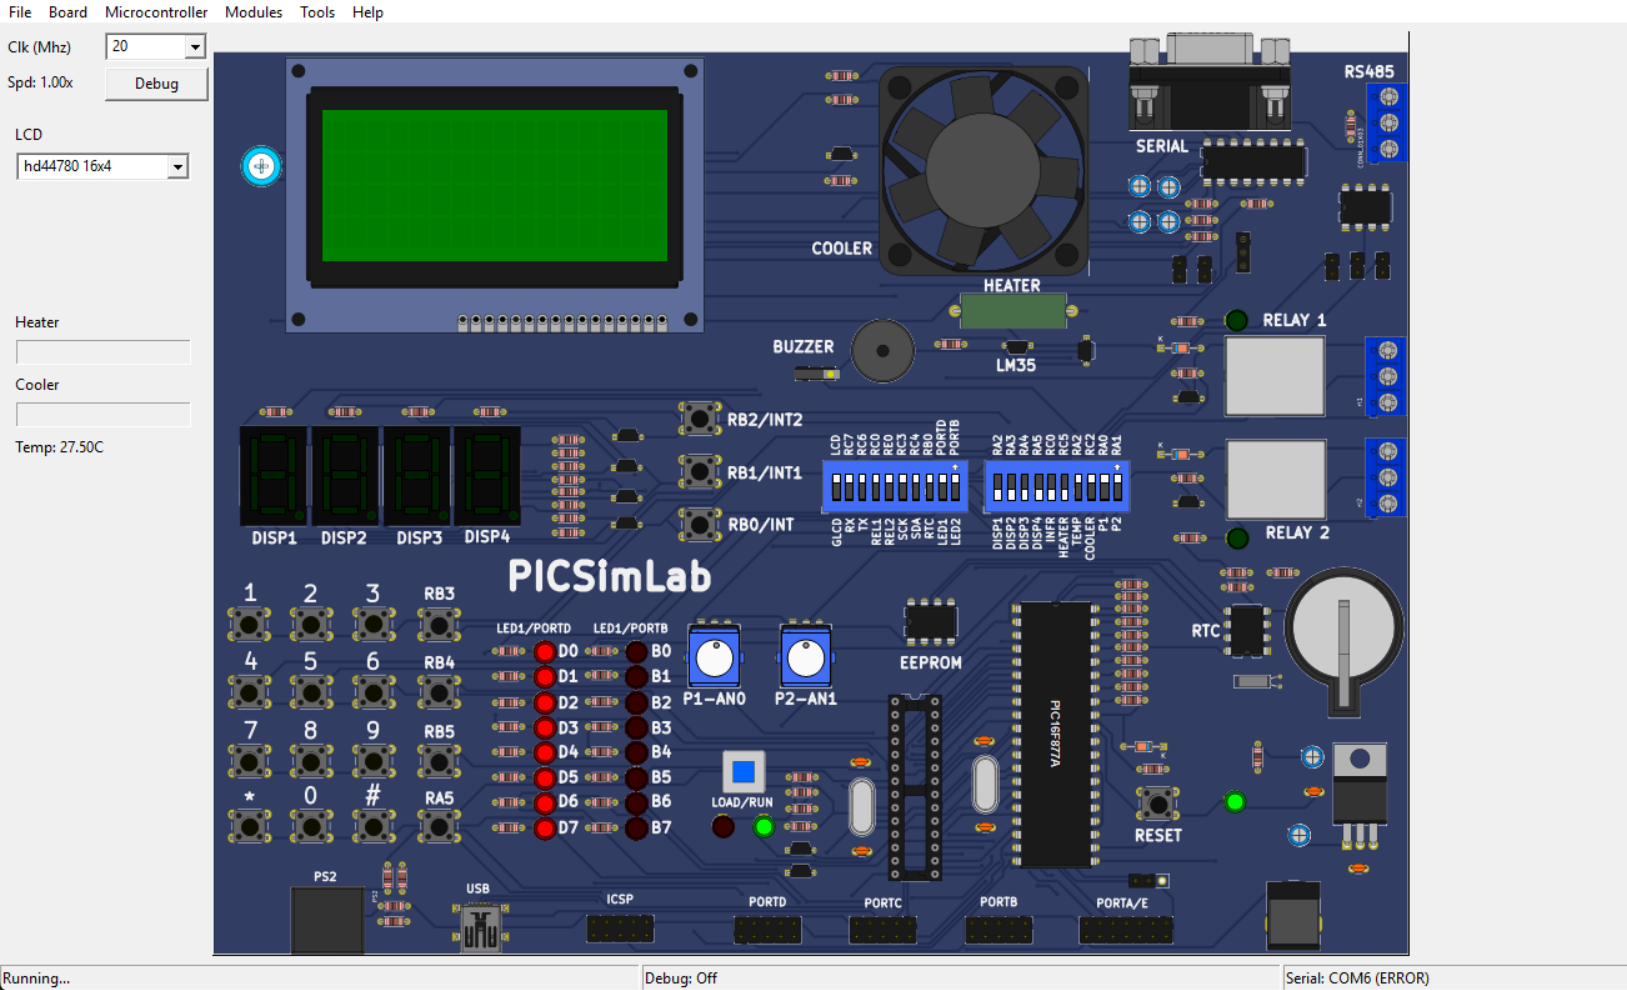 File Board Microcontroller Modules Tools Help
Clk (Mhz) 20
Spd: 1.00x Debug
LCD
hd44780 16x4
Heater
Cooler
Temp: 27.50C
RS485
CONN_01X03
SERIAL
COOLER
HEATER
BUZZER
LM35
RELAY 1
K
RELAY 2
K
RB2/INT2
RB1/INT1
RB0/INT
LCD RC7 RC6 RC0 RE0 RC3 RC4 RB0 PORTD PORTB
GLCD RX TX REL1 REL2 SCK SDA RTC LED1 LED2
RA2 RA3 RA4 RA5 RC0 RC5 RA2 RC2 RA0 RA1
DISP1 DISP2 DISP3 DISP4 INFR HEATER TEMP COOLER P1 P2
DISP1 DISP2 DISP3 DISP4
PICSimLab
1 2 3 RB3
4 5 6 RB4
7 8 9 RB5
* 0 # RA5
LED1/PORTD LED1/PORTB
D0 B0
D1 B1
D2 B2
D3 B3
D4 B4
D5 B5
D6 B6
D7 B7
P1-AN0 P2-AN1
EEPROM
RTC
PIC16F877A
LOAD/RUN
K
RESET
PS2
PS2
USB
ICSP
PORTD
PORTC
PORTB
PORTA/E
Running...
Debug: Off
Serial: COM6 (ERROR)